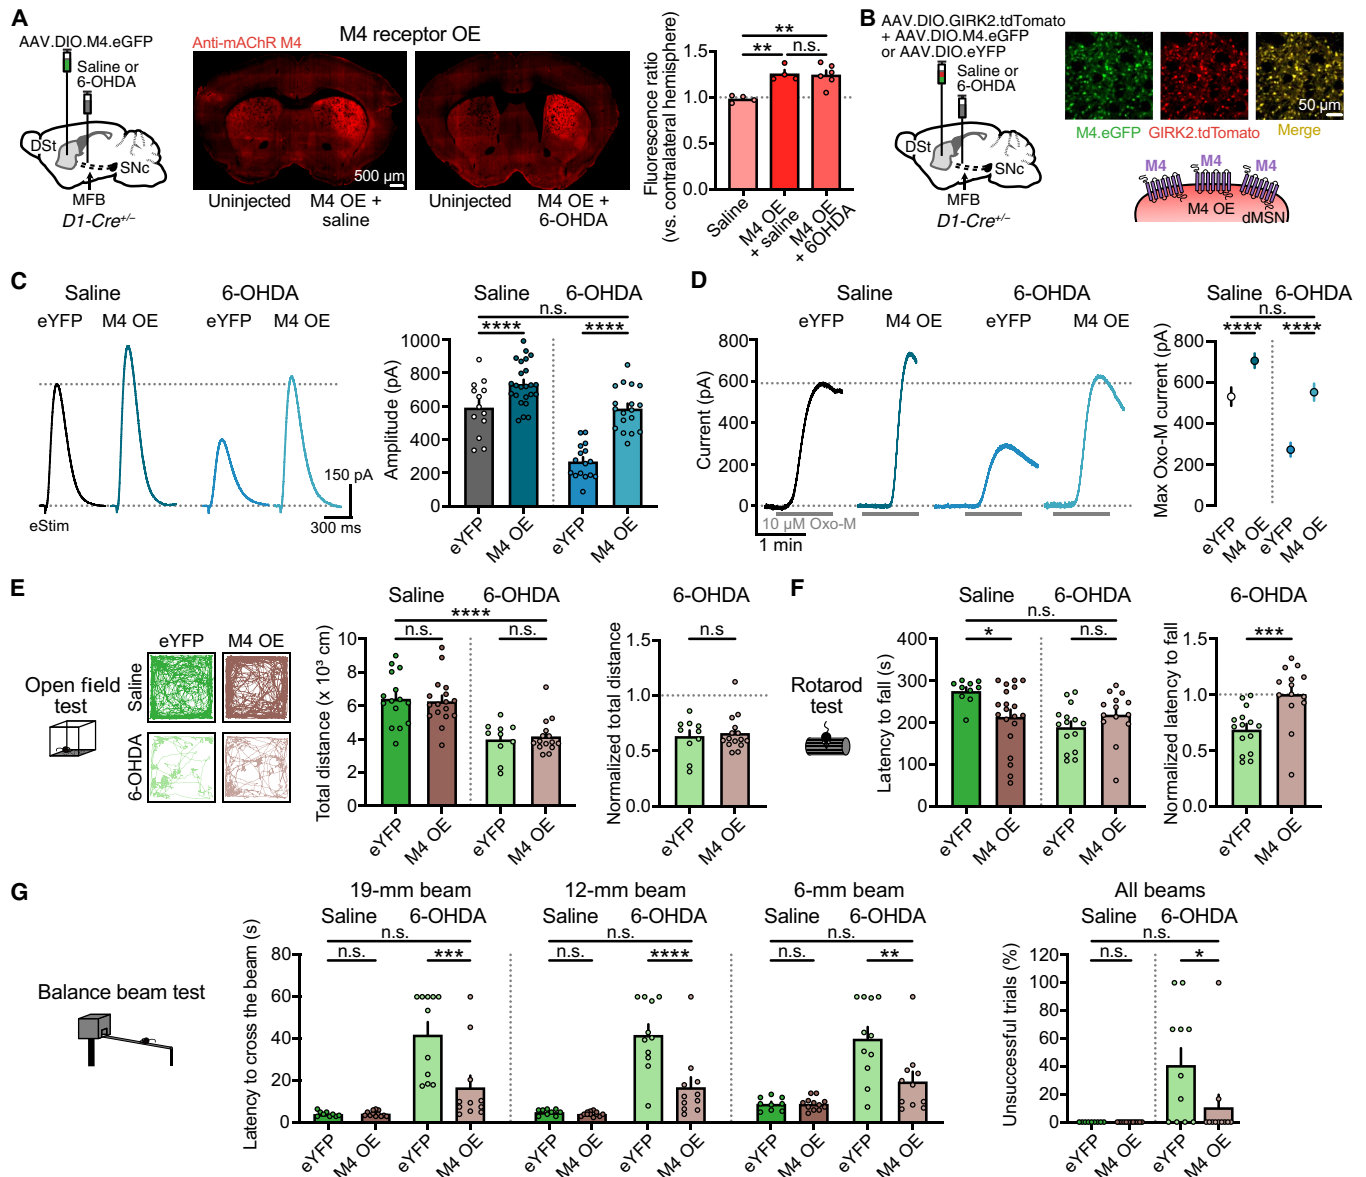 A
AAV.DIO.M4.eGFP
Saline or
6-OHDA
DSt
SNc
MFB
D1-Cre+/–
M4 receptor OE
Anti-mAChR M4
500 µm
Uninjected
M4 OE +
saline
Uninjected
M4 OE +
6-OHDA
Fluorescence ratio
(vs. contralateral hemisphere)
1.5
1.0
0.5
0.0
**
**
n.s.
Saline
M4 OE
+ saline
M4 OE
+ 6OHDA
B
AAV.DIO.GIRK2.tdTomato
+ AAV.DIO.M4.eGFP
or AAV.DIO.eYFP
Saline or
6-OHDA
DSt
SNc
MFB
D1-Cre+/–
50 µm
M4.eGFP
GIRK2.tdTomato
Merge
M4
M4
M4
M4 OE
dMSN
C
Saline
6-OHDA
eYFP
M4 OE
eYFP
M4 OE
eStim
150 pA
300 ms
Saline
6-OHDA
n.s.
****
****
Amplitude (pA)
1000
800
600
400
200
0
eYFP
M4 OE
eYFP
M4 OE
D
Saline
6-OHDA
eYFP
M4 OE
eYFP
M4 OE
Current (pA)
800
600
400
200
0
10 µM Oxo-M
1 min
Saline
6-OHDA
n.s.
****
****
Max Oxo-M current (pA)
800
600
400
200
0
eYFP
M4 OE
eYFP
M4 OE
E
Open field
test
eYFP
M4 OE
Saline
6-OHDA
Saline
6-OHDA
****
n.s.
n.s.
Total distance (x 10³ cm)
10
8
6
4
2
0
eYFP
M4 OE
eYFP
M4 OE
6-OHDA
n.s
Normalized total distance
1.5
1.0
0.5
0.0
eYFP
M4 OE
F
Rotarod
test
Saline
6-OHDA
n.s.
*
n.s.
Latency to fall (s)
400
300
200
100
0
eYFP
M4 OE
eYFP
M4 OE
6-OHDA
***
Normalized latency to fall
1.5
1.0
0.5
0.0
eYFP
M4 OE
G
Balance beam test
19-mm beam
12-mm beam
6-mm beam
All beams
Saline
6-OHDA
Saline
6-OHDA
Saline
6-OHDA
Saline
6-OHDA
n.s.
n.s.
n.s.
n.s.
n.s.
***
n.s.
****
n.s.
**
n.s.
*
Latency to cross the beam (s)
80
60
40
20
0
eYFP
M4 OE
eYFP
M4 OE
eYFP
M4 OE
eYFP
M4 OE
eYFP
M4 OE
eYFP
M4 OE
Unsuccessful trials (%)
120
100
80
60
40
20
0
eYFP
M4 OE
eYFP
M4 OE